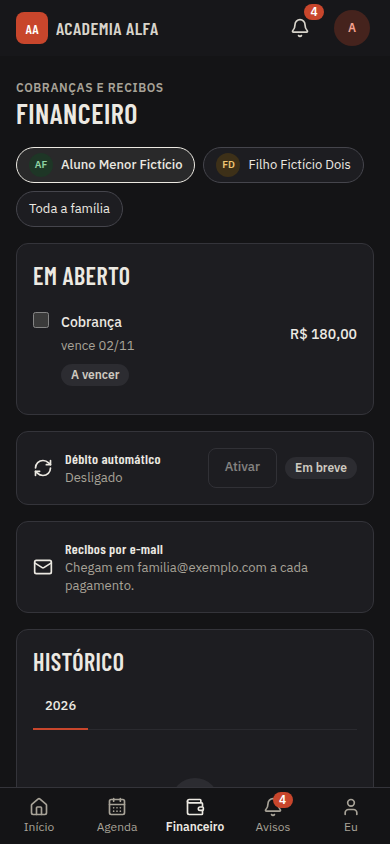 AA ACADEMIA ALFA 4 A
COBRANÇAS E RECIBOS
FINANCEIRO
AF Aluno Menor Fictício FD Filho Fictício Dois
Toda a família
EM ABERTO
Cobrança
R$ 180,00
vence 02/11
A vencer
Débito automático
Desligado
Ativar Em breve
Recibos por e-mail
Chegam em familia@exemplo.com a cada
pagamento.
HISTÓRICO
2026
4
Início Agenda Financeiro Avisos Eu